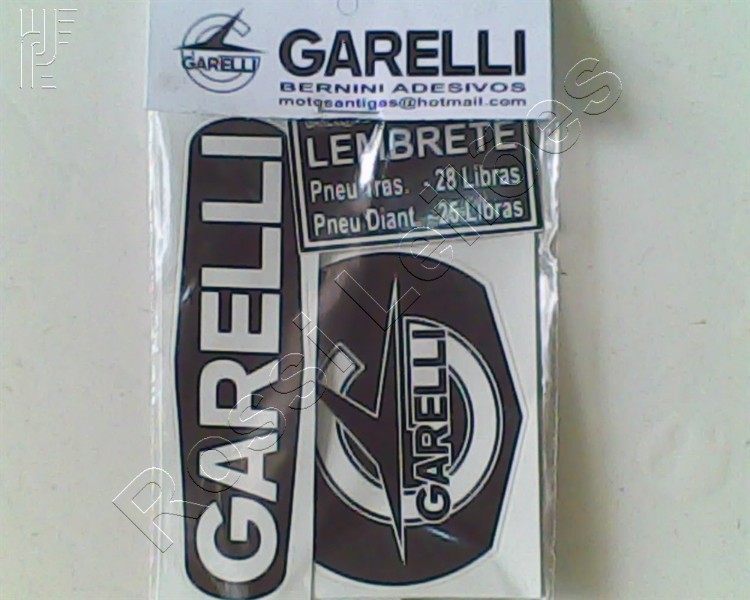 GARELLI
GARELLI
BERNINI ADESIVOS
motosantigas@hotmail.com
LEMBRETE
Pneu Tras. - 28 Libras
Pneu Diant - 25 Libras
GARELLI
GARELLI
Rossi Leilões